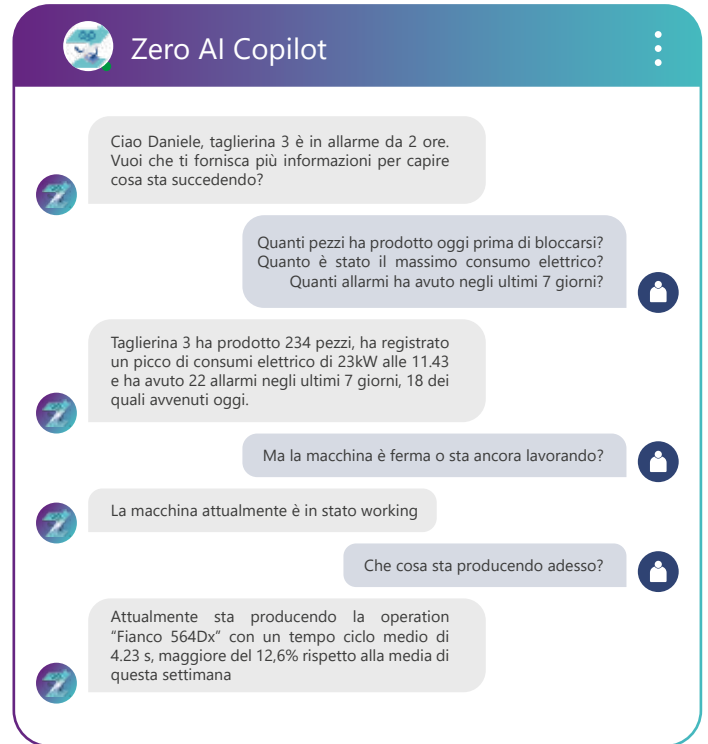 Zero AI Copilot
Ciao Daniele, taglierina 3 è in allarme da 2 ore.
Vuoi che ti fornisca più informazioni per capire
cosa sta succedendo?
Quanti pezzi ha prodotto oggi prima di bloccarsi?
Quanto è stato il massimo consumo elettrico?
Quanti allarmi ha avuto negli ultimi 7 giorni?
Taglierina 3 ha prodotto 234 pezzi, ha registrato
un picco di consumi elettrico di 23kW alle 11.43
e ha avuto 22 allarmi negli ultimi 7 giorni, 18 dei
quali avvenuti oggi.
Ma la macchina è ferma o sta ancora lavorando?
La macchina attualmente è in stato working
Che cosa sta producendo adesso?
Attualmente sta producendo la operation
“Fianco 564Dx” con un tempo ciclo medio di
4.23 s, maggiore del 12,6% rispetto alla media di
questa settimana